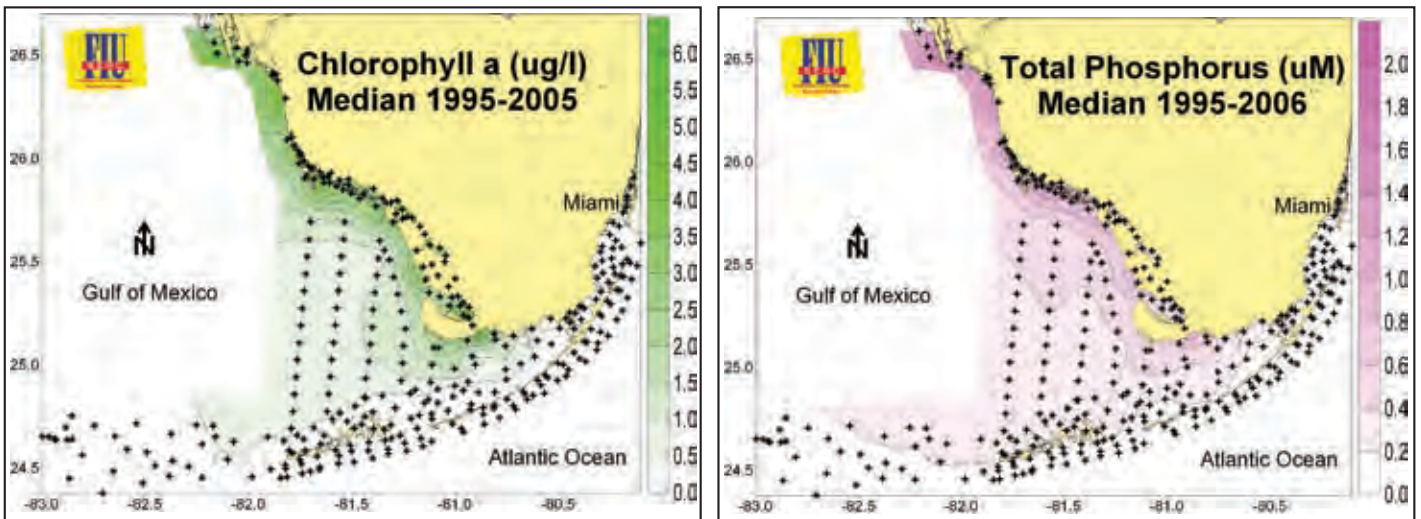 FIU
Chlorophyll a (ug/l)
Median 1995-2005
Miami
N
Gulf of Mexico
Atlantic Ocean
26.5
26.0
25.5
25.0
24.5
-83.0 -82.5 -82.0 -81.5 -81.0 -80.5
6.0
5.5
5.0
4.5
4.0
3.5
3.0
2.5
2.0
1.5
1.0
0.5
0.0
FIU
Total Phosphorus (uM)
Median 1995-2006
Miami
N
Gulf of Mexico
Atlantic Ocean
26.5
26.0
25.5
25.0
24.5
-83.0 -82.5 -82.0 -81.5 -81.0 -80.5
2.0
1.8
1.6
1.4
1.2
1.0
0.8
0.6
0.4
0.2
0.0